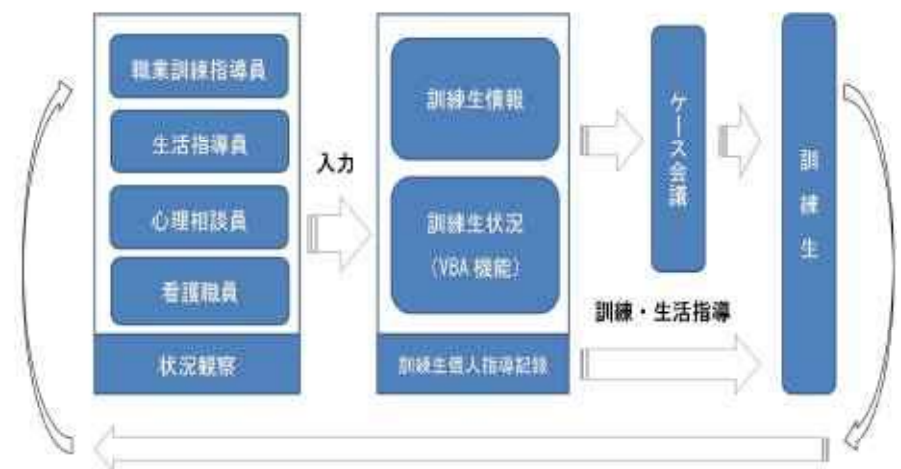 職業訓練指導員
生活指導員
心理相談員
看護職員
状況観察
入力
訓練生情報
訓練生状況
(VBA 機能)
訓練生個人指導記録
ケース会議
訓練・生活指導
訓練生